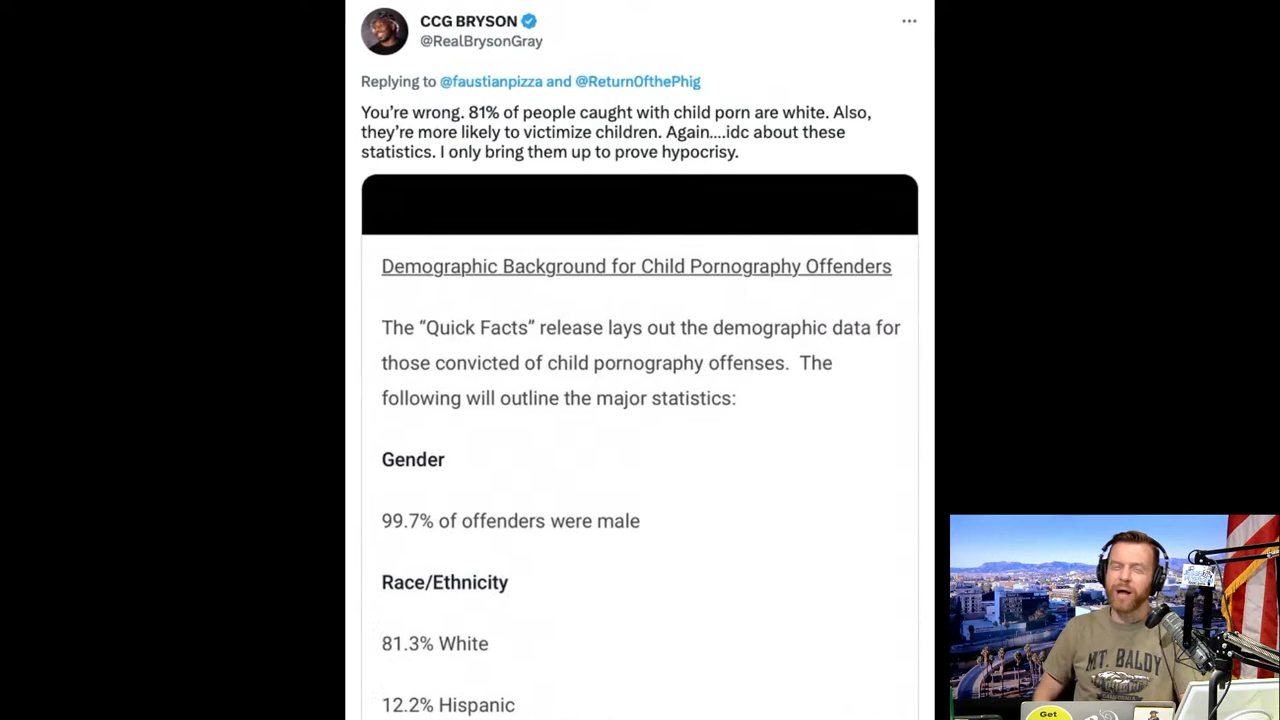 CCG BRYSON
@RealBrysonGray
Replying to @faustianpizza and @ReturnOfthePhig
You're wrong. 81% of people caught with child porn are white. Also,
they're more likely to victimize children. Again....idc about these
statistics. I only bring them up to prove hypocrisy.
Demographic Background for Child Pornography Offenders
The “Quick Facts” release lays out the demographic data for
those convicted of child pornography offenses.  The
following will outline the major statistics:
Gender
99.7% of offenders were male
Race/Ethnicity
81.3% White
12.2% Hispanic
MT. BALDY
Get